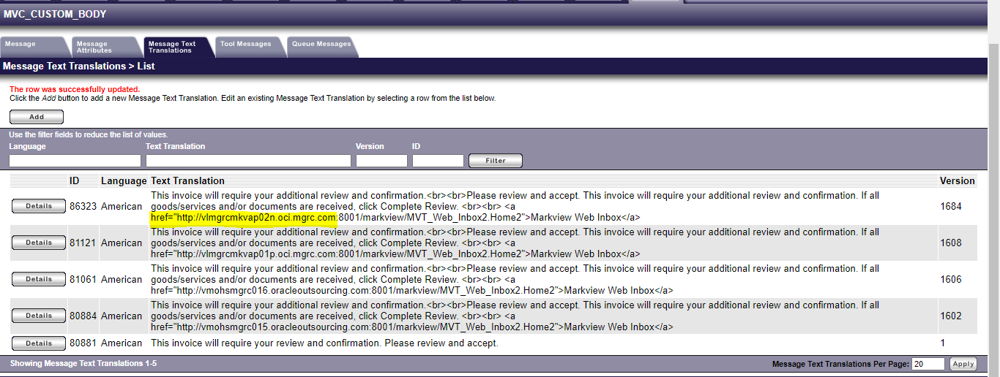 MVC_CUSTOM_BODY
Message
Message Attributes
Message Text Translations
Tool Messages
Queue Messages
Message Text Translations > List
The row was successfully updated.
Click the Add button to add a new Message Text Translation. Edit an existing Message Text Translation by selecting a row from the list below.
Add
Use the filter fields to reduce the list of values.
Language Text Translation Version ID
Filter
ID Language Text Translation Version
This invoice will require your additional review and confirmation.<br><br>Please review and accept. This invoice will require your additional review and confirmation. If all
Details 86323 American goods/services and/or documents are received, click Complete Review. <br><br> <a 1684
href="http://vlmgrcmkvap02n.oci.mgrc.com:8001/markview/MVT_Web_Inbox2.Home2">Markview Web Inbox</a>
This invoice will require your additional review and confirmation.<br><br>Please review and accept. This invoice will require your additional review and confirmation. If all
Details 81121 American goods/services and/or documents are received, click Complete Review. <br><br> <a 1608
href="http://vlmgrcmkvap01p.oci.mgrc.com:8001/markview/MVT_Web_Inbox2.Home2">Markview Web Inbox</a>
This invoice will require your additional review and confirmation.<br><br>Please review and accept. This invoice will require your additional review and confirmation. If all
Details 81061 American goods/services and/or documents are received, click Complete Review. <br><br> <a 1606
href="http://vmohsmgrc016.oracleoutsourcing.com:8001/markview/MVT_Web_Inbox2.Home2">Markview Web Inbox</a>
This invoice will require your additional review and confirmation.<br><br>Please review and accept. This invoice will require your additional review and confirmation. If all
Details 80884 American goods/services and/or documents are received, click Complete Review. <br><br> <a 1602
href="http://vmohsmgrc015.oracleoutsourcing.com:8001/markview/MVT_Web_Inbox2.Home2">Markview Web Inbox</a>
Details 80881 American This invoice will require your review and confirmation. Please review and accept. 1
Showing Message Text Translations 1-5 Message Text Translations Per Page: 20 Apply